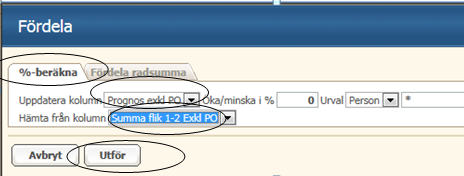 Fördela
%-beräkna Fördela radsumma
Uppdatera kolumn Prognos exkl PO Öka/minska i % 0 Urval Person *
Hämta från kolumn Summa flik 1-2 Exkl PO
Avbryt Utför